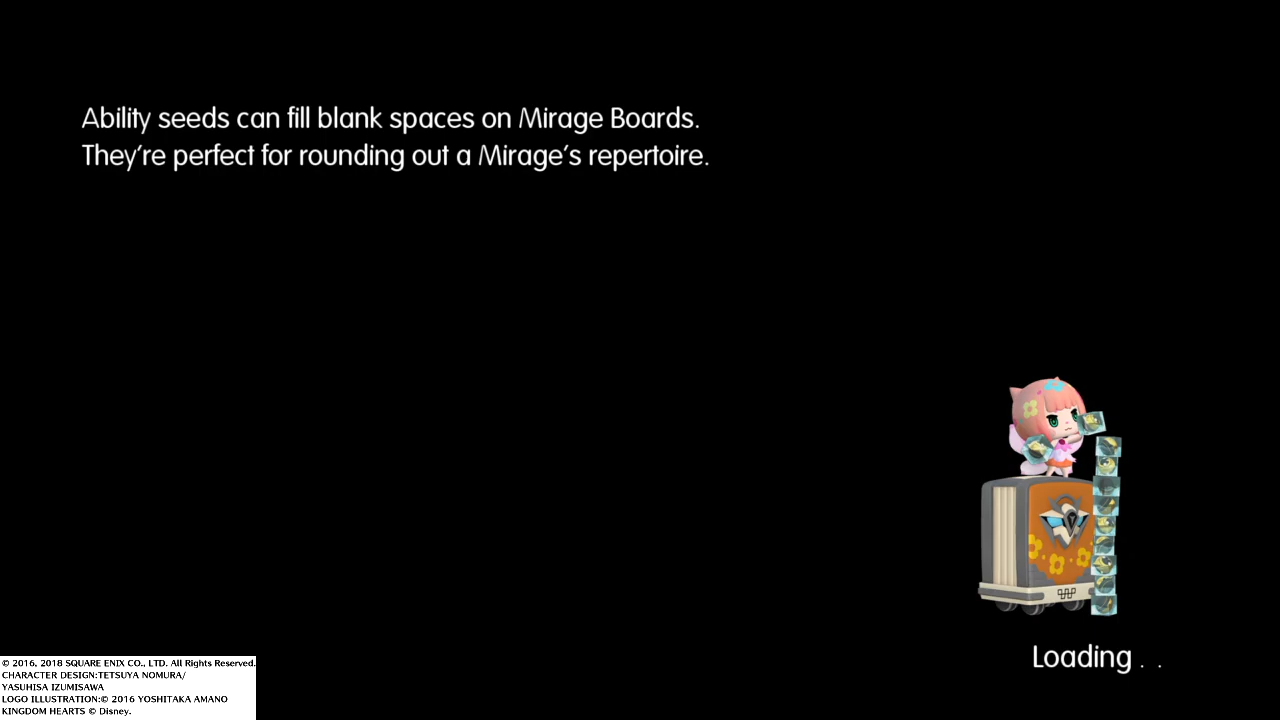 Ability seeds can fill blank spaces on Mirage Boards.
They're perfect for rounding out a Mirage's repertoire.
Loading . .
© 2016, 2018 SQUARE ENIX CO., LTD. All Rights Reserved.
CHARACTER DESIGN:TETSUYA NOMURA/
YASUHISA IZUMISAWA
LOGO ILLUSTRATION:© 2016 YOSHITAKA AMANO
KINGDOM HEARTS © Disney.